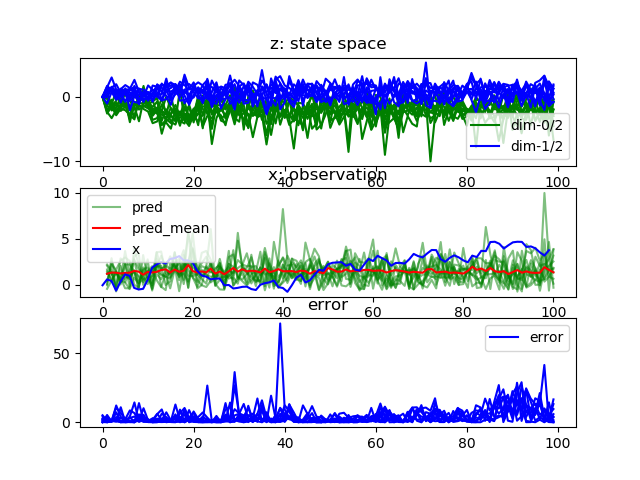 z: state space
0
−10
dim-0/2
dim-1/2
0 20 40 60 80 100
x: observation
10
5
0
pred
pred_mean
x
0 20 40 60 80 100
error
50
0
error
0 20 40 60 80 100